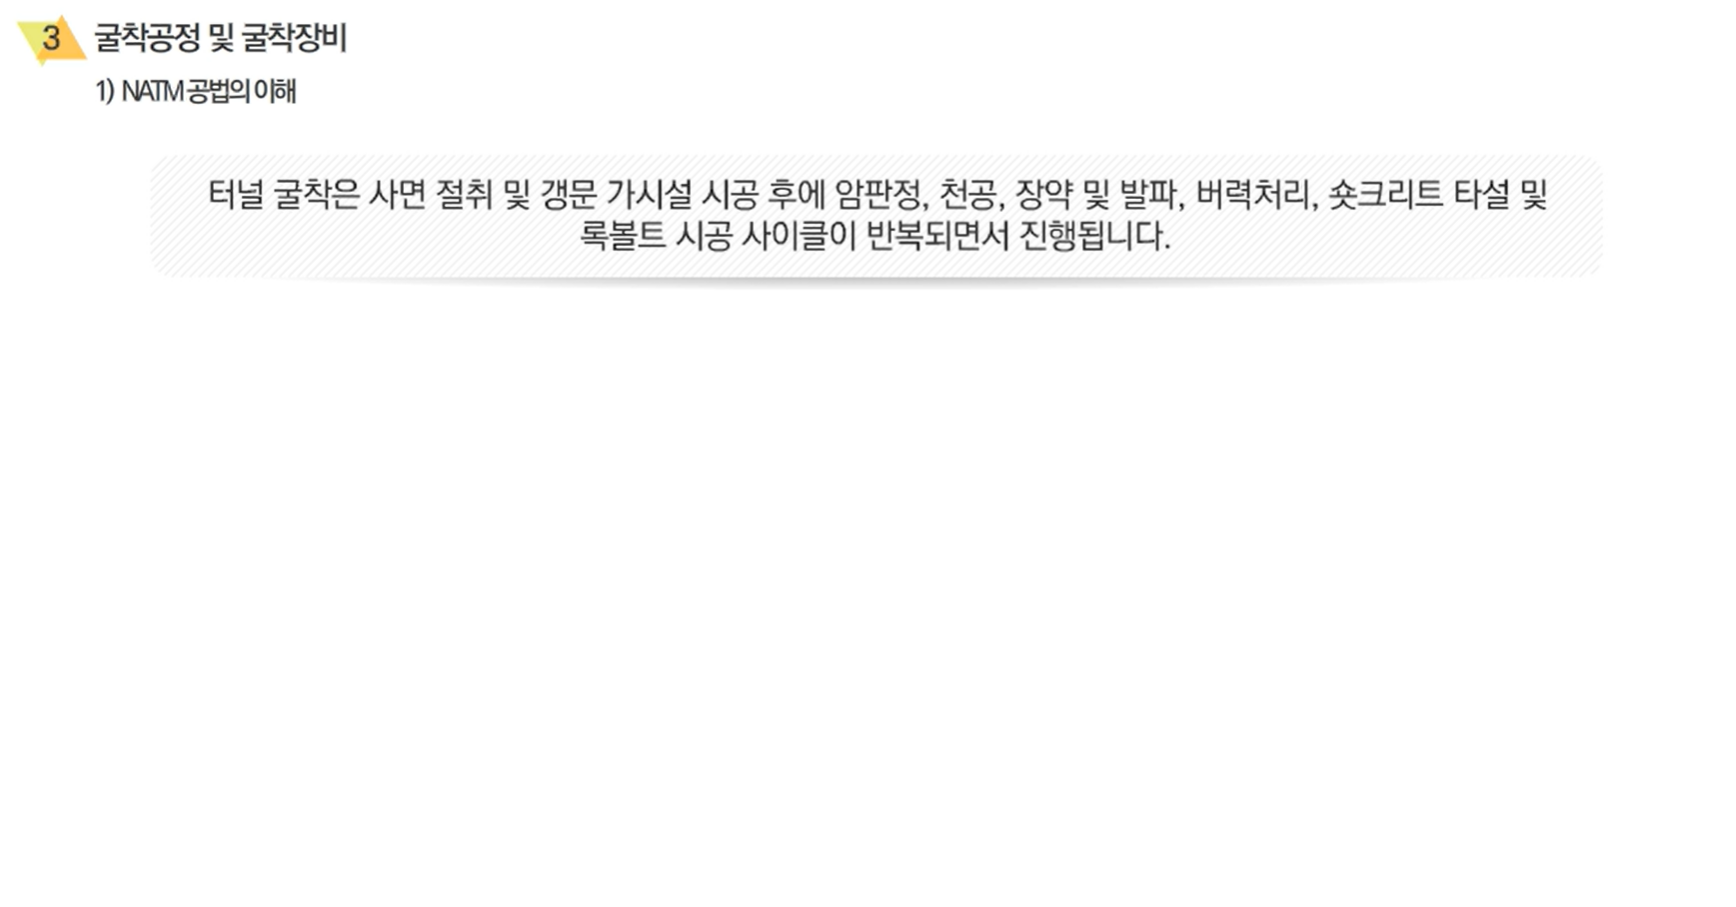 3 굴착공정 및 굴착장비
1) NATM 공법의 이해
터널 굴착은 사면 절취 및 갱문 가시설 시공 후에 암판정, 천공, 장약 및 발파, 버력처리, 숏크리트 타설 및
록볼트 시공 사이클이 반복되면서 진행됩니다.